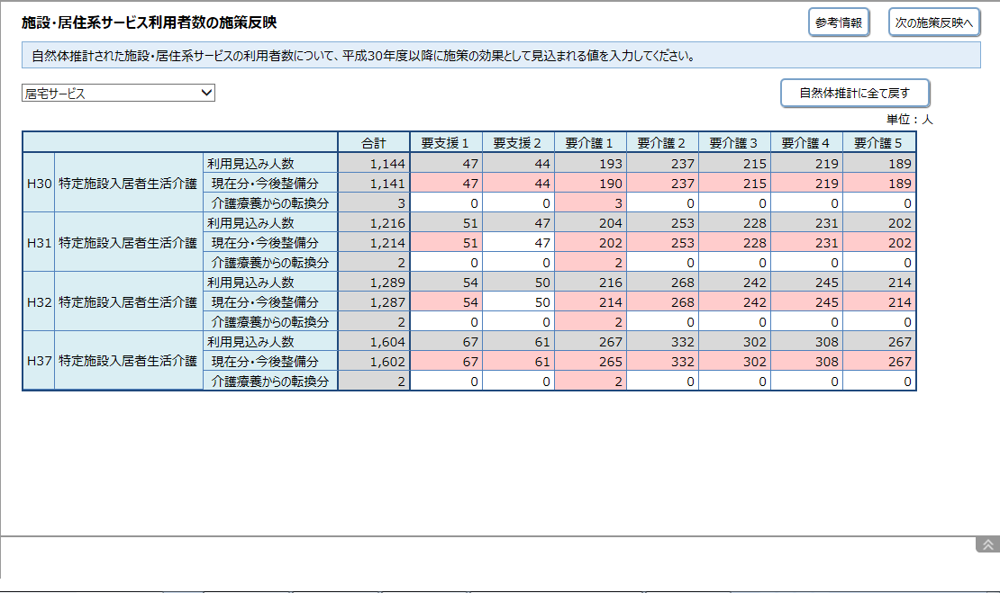 施設・居住系サービス利用者数の施策反映
参考情報
次の施策反映へ
自然体推計された施設・居住系サービスの利用者数について、平成30年度以降に施策の効果として見込まれる値を入力してください。
居宅サービス
自然体推計に全て戻す
単位：人
合計 要支援１ 要支援２ 要介護１ 要介護２ 要介護３ 要介護４ 要介護５
H30 特定施設入居者生活介護
利用見込み人数 1,144 47 44 193 237 215 219 189
現在分・今後整備分 1,141 47 44 190 237 215 219 189
介護療養からの転換分 3 0 0 3 0 0 0 0
H31 特定施設入居者生活介護
利用見込み人数 1,216 51 47 204 253 228 231 202
現在分・今後整備分 1,214 51 47 202 253 228 231 202
介護療養からの転換分 2 0 0 2 0 0 0 0
H32 特定施設入居者生活介護
利用見込み人数 1,289 54 50 216 268 242 245 214
現在分・今後整備分 1,287 54 50 214 268 242 245 214
介護療養からの転換分 2 0 0 2 0 0 0 0
H37 特定施設入居者生活介護
利用見込み人数 1,604 67 61 267 332 302 308 267
現在分・今後整備分 1,602 67 61 265 332 302 308 267
介護療養からの転換分 2 0 0 2 0 0 0 0